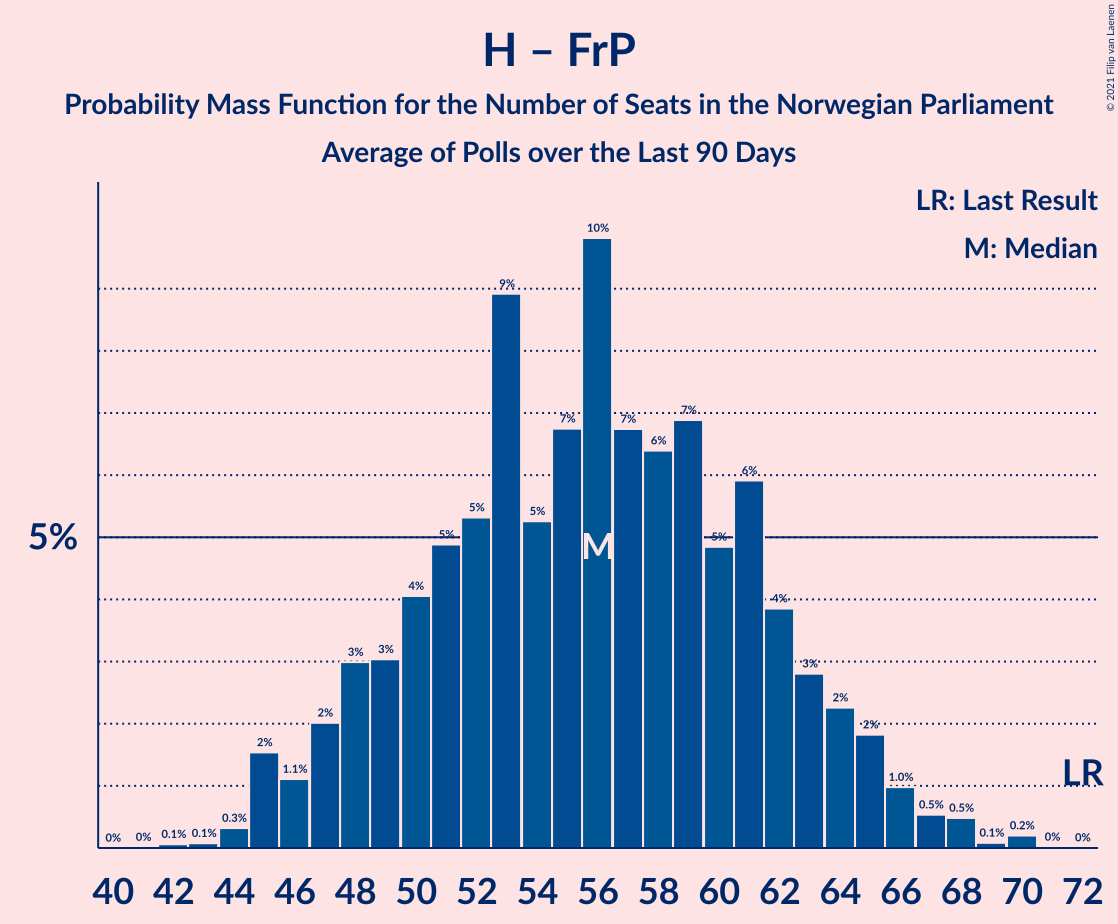 H – FrP
Probability Mass Function for the Number of Seats in the Norwegian Parliament
Average of Polls over the Last 90 Days
© 2021 Filip van Laenen
LR: Last Result
M: Median
5%
0% 0% 0.1% 0.1% 0.3% 2% 1.1% 2% 3% 3% 4% 5% 5% 9% 5% 7% 10% 7% 6% 7% 5% 6% 4% 3% 2% 2% 1.0% 0.5% 0.5% 0.1% 0.2% 0% 0%
M
LR
40 42 44 46 48 50 52 54 56 58 60 62 64 66 68 70 72